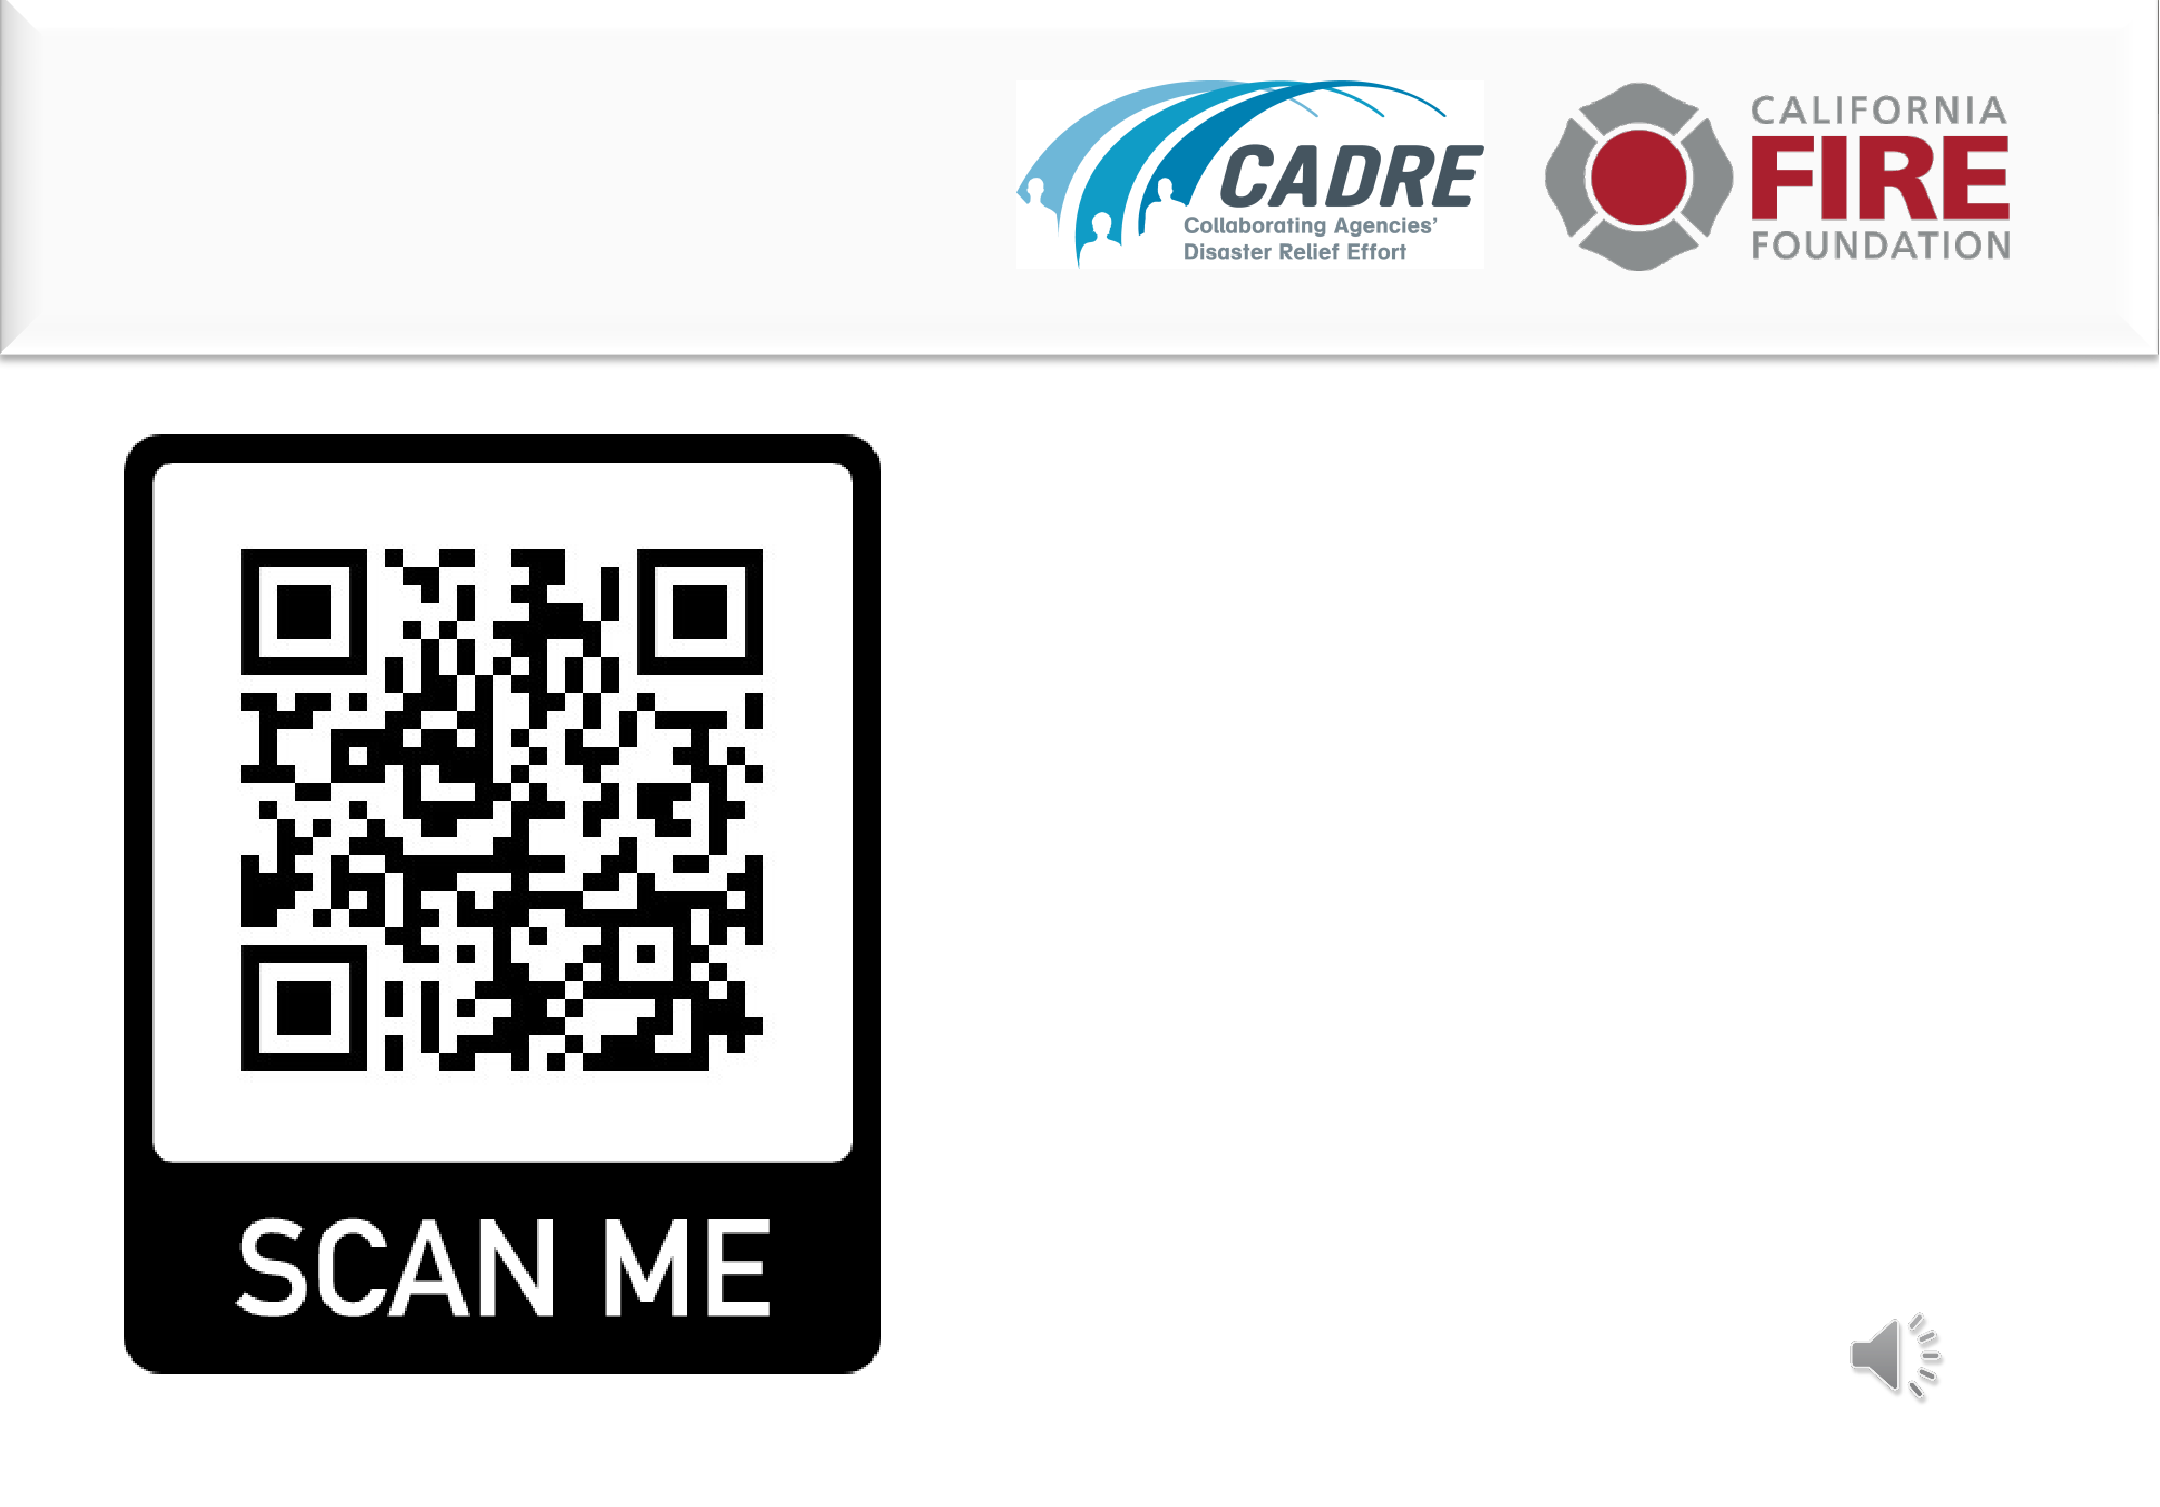 CADRE
Collaborating Agencies’
Disaster Relief Effort
CALIFORNIA
FIRE
FOUNDATION
SCAN ME